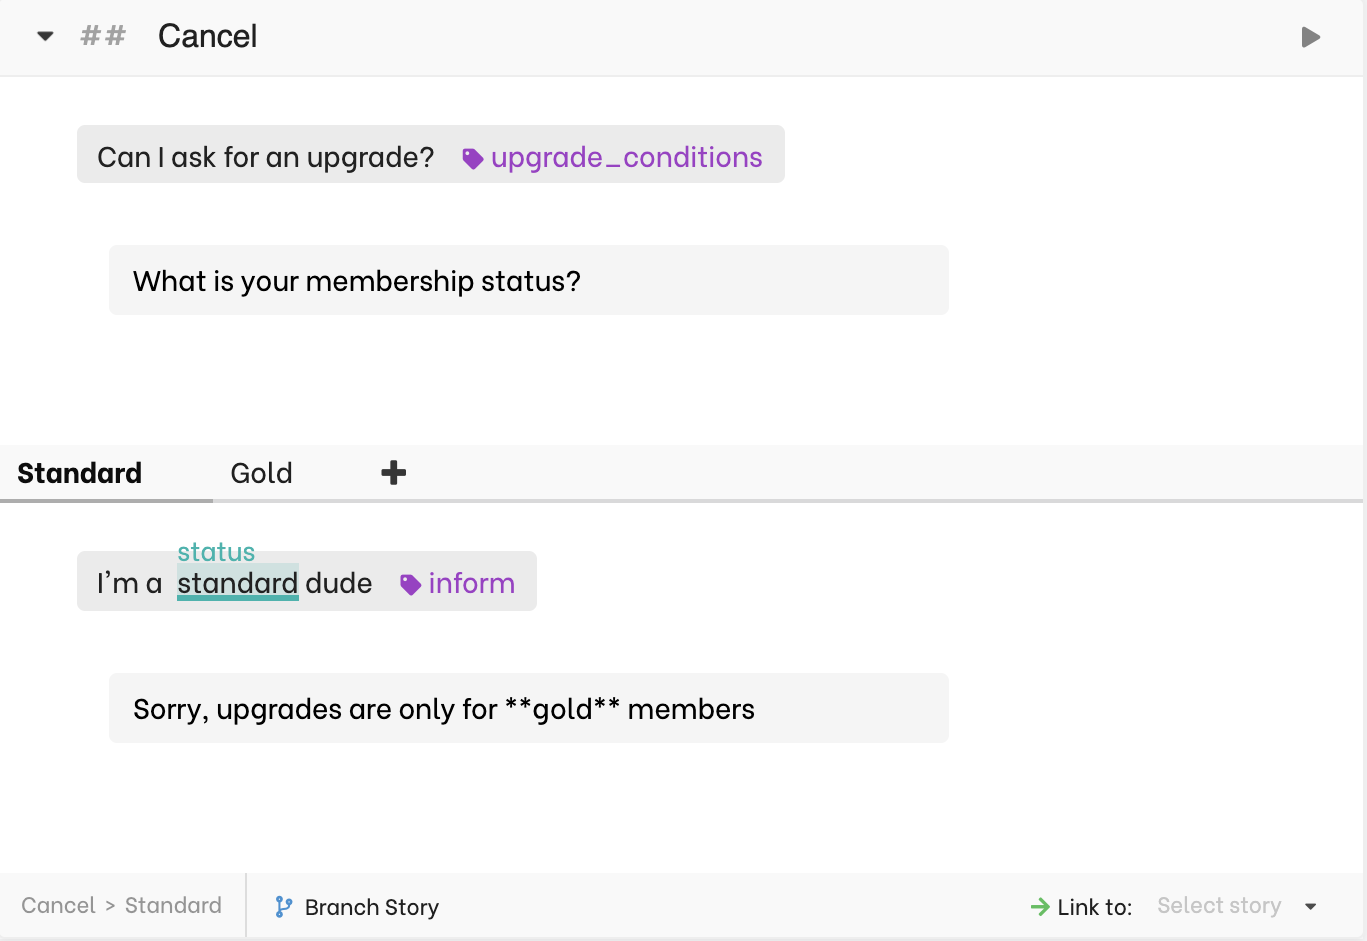 ## Cancel
Can I ask for an upgrade? upgrade_conditions
What is your membership status?
Standard Gold
status
I'm a standard dude inform
Sorry, upgrades are only for **gold** members
Cancel > Standard Branch Story Link to: Select story